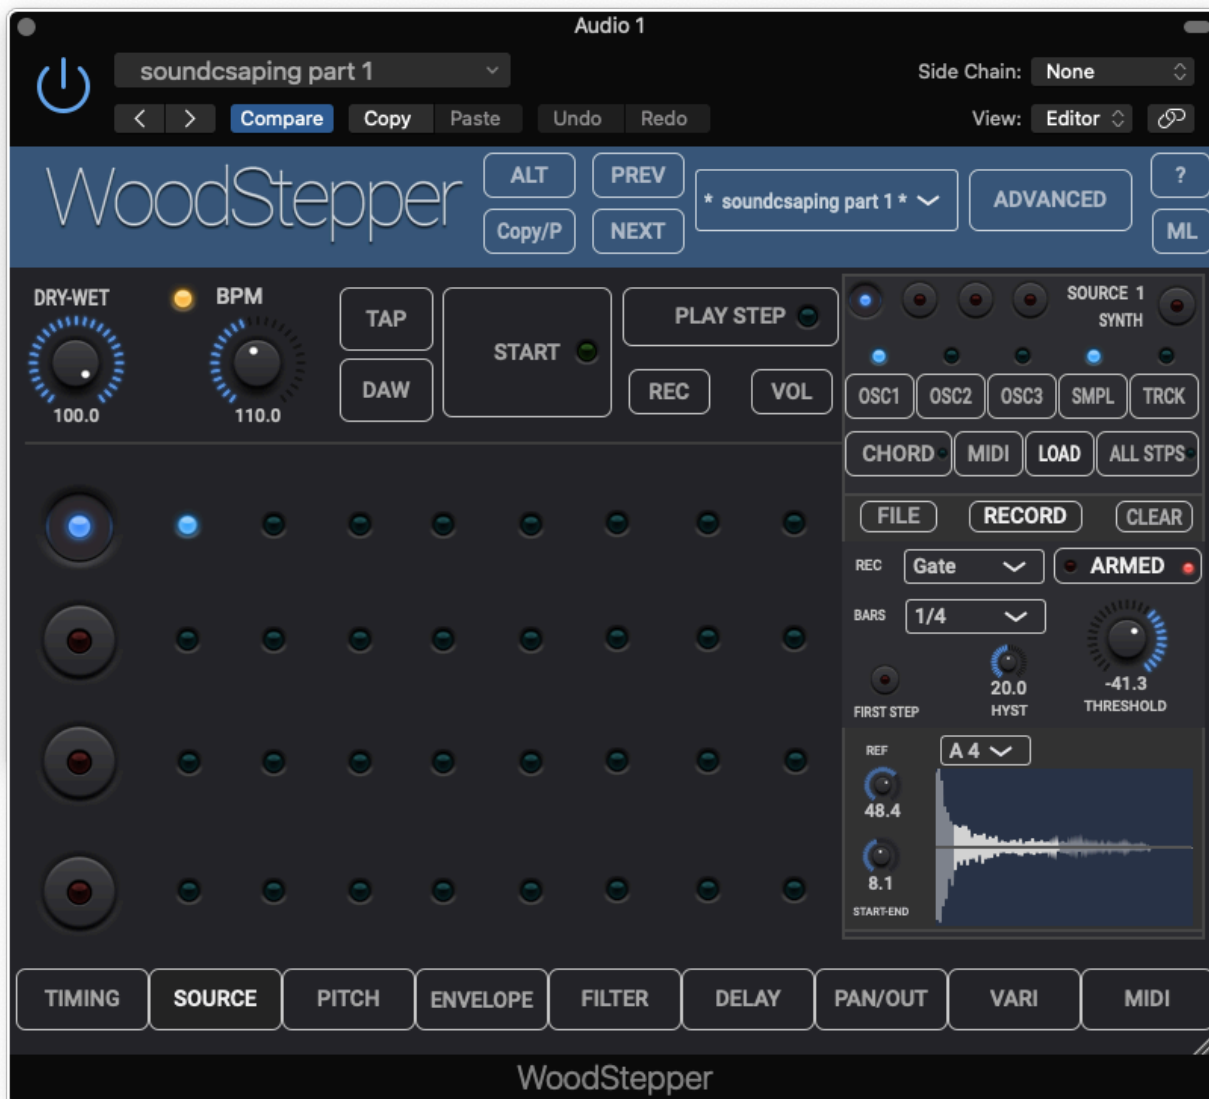 Audio 1
soundcsaping part 1
Side Chain: None
Compare Copy Paste Undo Redo
View: Editor
WoodStepper
ALT PREV
* soundcsaping part 1 *
ADVANCED
?
Copy/P NEXT
ML
DRY-WET
BPM
100.0
110.0
TAP
DAW
START
PLAY STEP
REC
VOL
SOURCE 1
SYNTH
OSC1 OSC2 OSC3 SMPL TRCK
CHORD MIDI LOAD ALL STPS
FILE RECORD CLEAR
REC Gate ARMED
BARS 1/4
20.0
-41.3
FIRST STEP HYST THRESHOLD
REF A 4
48.4
8.1
START-END
TIMING SOURCE PITCH ENVELOPE FILTER DELAY PAN/OUT VARI MIDI
WoodStepper